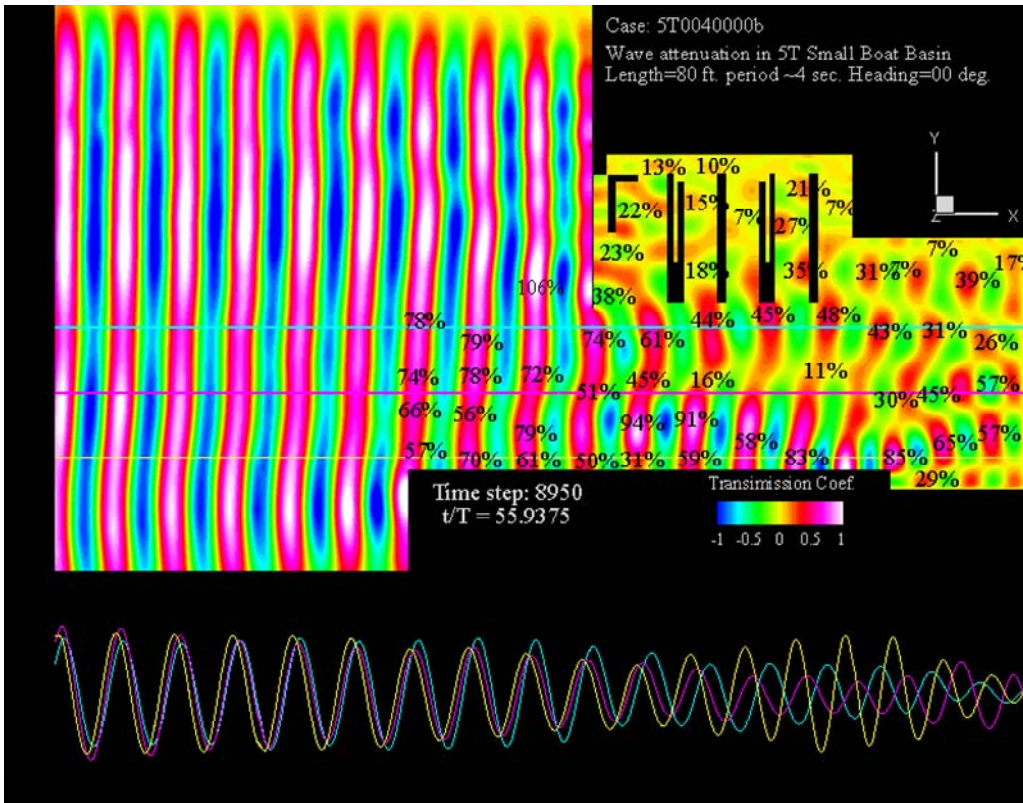 Case: 5T0040000b
Wave attenuation in 5T Small Boat Basin
Length=80 ft. period ~4 sec. Heading=00 deg.
Y
Z X
13% 10%
21%
15% 7%
22% 7%
27%
23% 7%
18% 35% 31% 7% 17%
39%
106% 38%
78% 44% 45% 48%
79% 74% 61% 43% 31% 26%
74% 78% 72% 45% 16% 11% 57%
51% 30% 45%
66% 56% 94% 91%
79% 58% 65% 57%
57% 70% 61% 50% 31% 59% 83% 85%
29%
Time step: 8950
t/T = 55.9375
Transimission Coef.
-1 -0.5 0 0.5 1